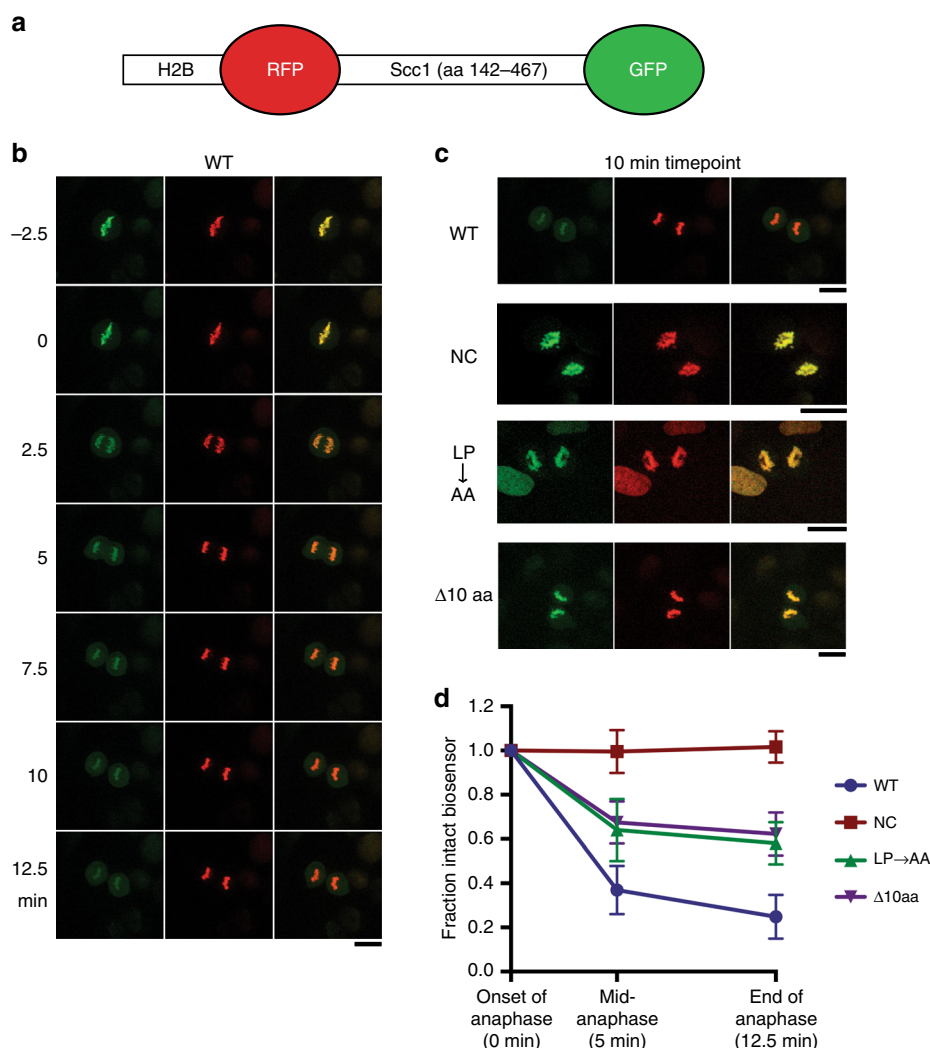 a
H2B
RFP
Scc1 (aa 142–467)
GFP
b
WT
–2.5
0
2.5
5
7.5
10
12.5
min
c
10 min timepoint
WT
NC
LP
↓
AA
Δ10 aa
d
Fraction intact biosensor
1.2
1.0
0.8
0.6
0.4
0.2
0.0
Onset of
anaphase
(0 min)
Mid-
anaphase
(5 min)
End of
anaphase
(12.5 min)
WT
NC
LP→AA
Δ10aa